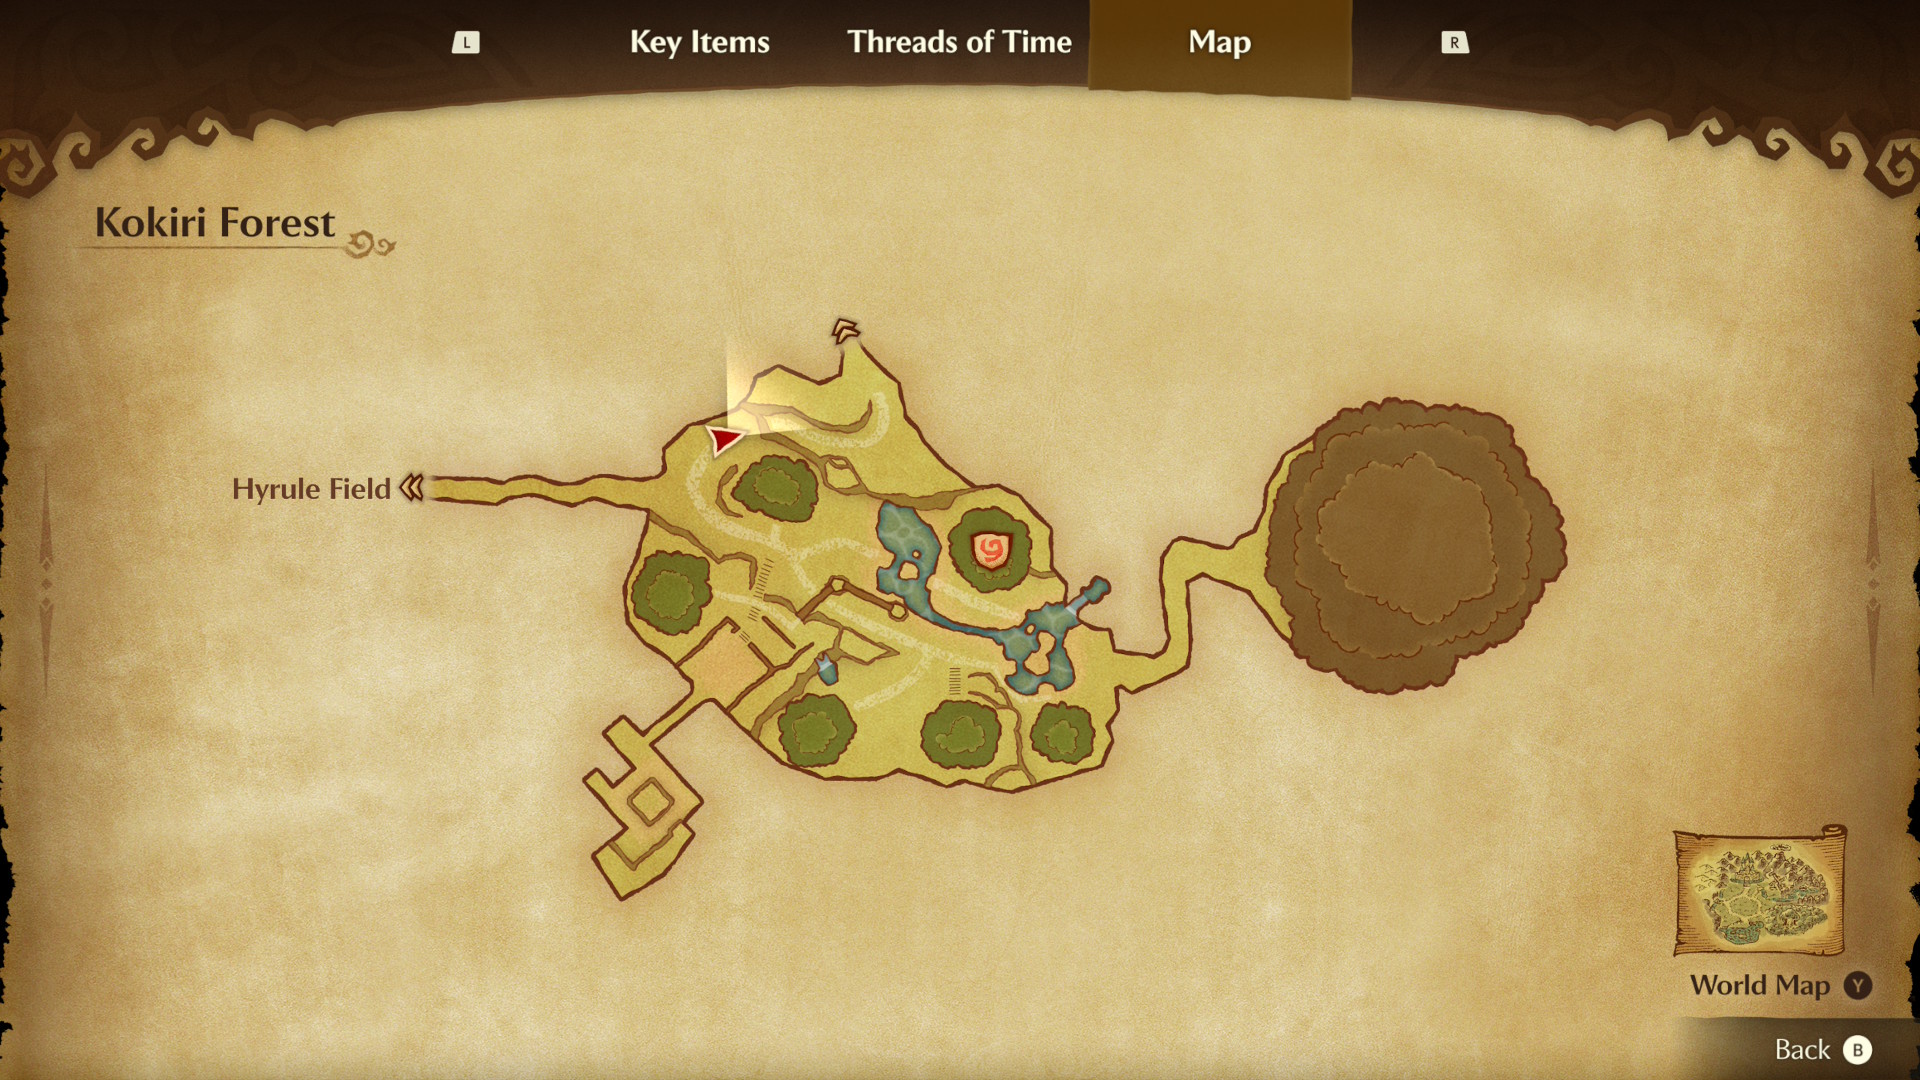 L
Key Items
Threads of Time
Map
R
Kokiri Forest
Hyrule Field
World Map Y
Back B